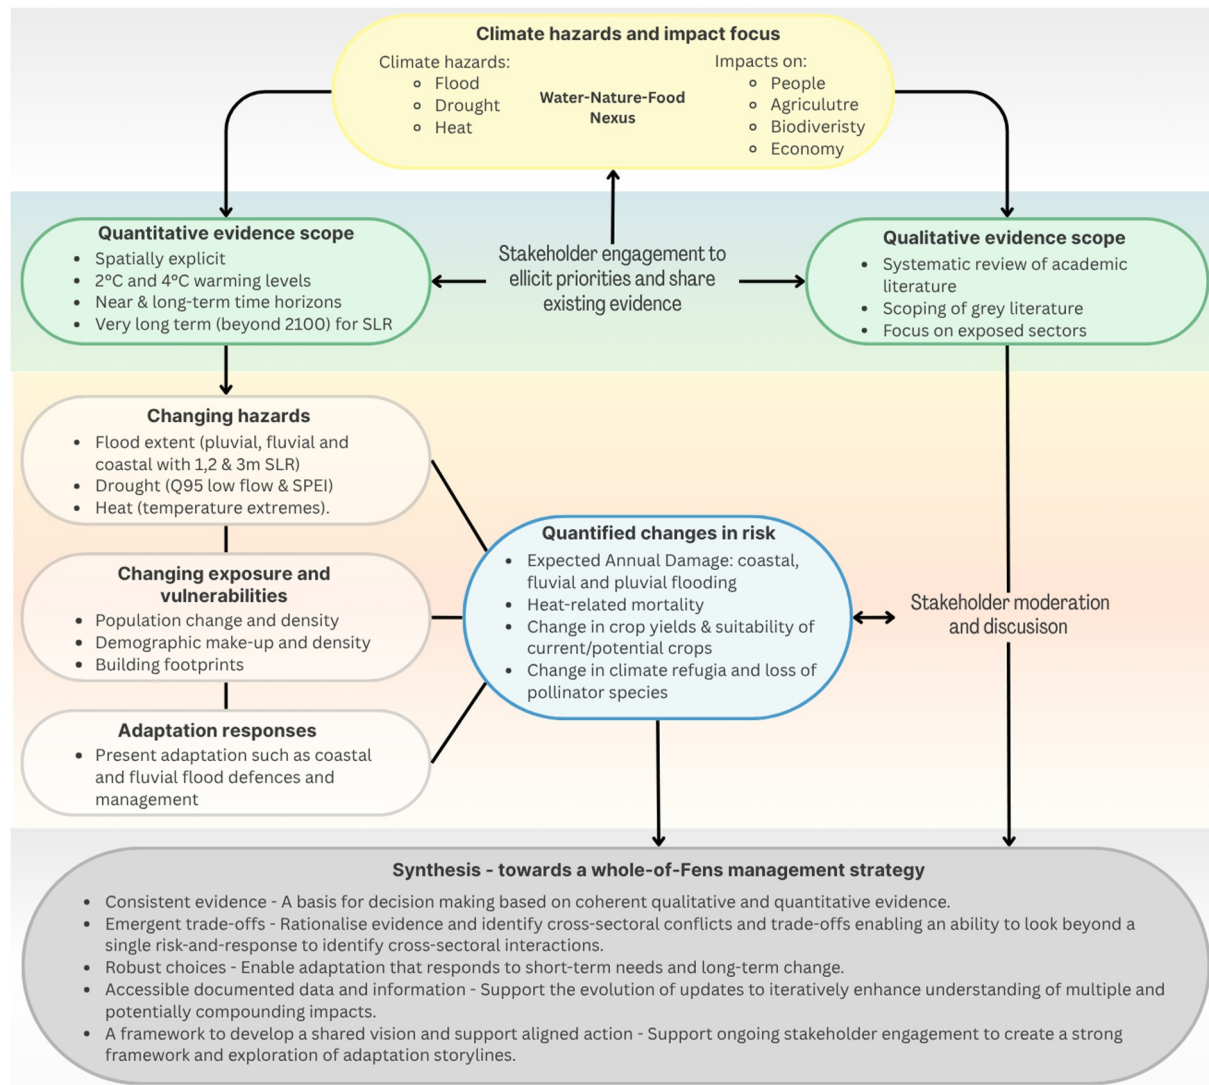 Climate hazards and impact focus
Climate hazards:
Flood
Drought
Heat
Water-Nature-Food
Nexus
Impacts on:
People
Agriculutre
Biodiveristy
Economy
Quantitative evidence scope
Spatially explicit
2°C and 4°C warming levels
Near & long-term time horizons
Very long term (beyond 2100) for SLR
Stakeholder engagement to
ellicit priorities and share
existing evidence
Qualitative evidence scope
Systematic review of academic
literature
Scoping of grey literature
Focus on exposed sectors
Changing hazards
Flood extent (pluvial, fluvial and
coastal with 1,2 & 3m SLR)
Drought (Q95 low flow & SPEI)
Heat (temperature extremes).
Changing exposure and
vulnerabilities
Population change and density
Demographic make-up and density
Building footprints
Adaptation responses
Present adaptation such as coastal
and fluvial flood defences and
management
Quantified changes in risk
Expected Annual Damage: coastal,
fluvial and pluvial flooding
Heat-related mortality
Change in crop yields & suitability of
current/potential crops
Change in climate refugia and loss of
pollinator species
Stakeholder moderation
and discusison
Synthesis - towards a whole-of-Fens management strategy
Consistent evidence - A basis for decision making based on coherent qualitative and quantitative evidence.
Emergent trade-offs - Rationalise evidence and identify cross-sectoral conflicts and trade-offs enabling an ability to look beyond a
single risk-and-response to identify cross-sectoral interactions.
Robust choices - Enable adaptation that responds to short-term needs and long-term change.
Accessible documented data and information - Support the evolution of updates to iteratively enhance understanding of multiple and
potentially compounding impacts.
A framework to develop a shared vision and support aligned action - Support ongoing stakeholder engagement to create a strong
framework and exploration of adaptation storylines.